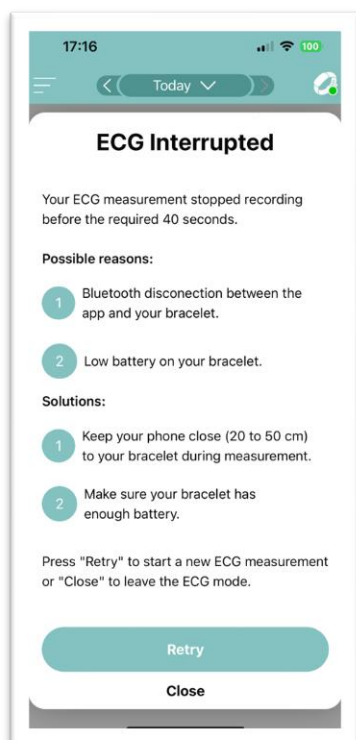 17:16
100
Today
ECG Interrupted
Your ECG measurement stopped recording
before the required 40 seconds.
Possible reasons:
1 Bluetooth disconection between the
app and your bracelet.
2 Low battery on your bracelet.
Solutions:
1 Keep your phone close (20 to 50 cm)
to your bracelet during measurement.
2 Make sure your bracelet has
enough battery.
Press "Retry" to start a new ECG measurement
or "Close" to leave the ECG mode.
Retry
Close